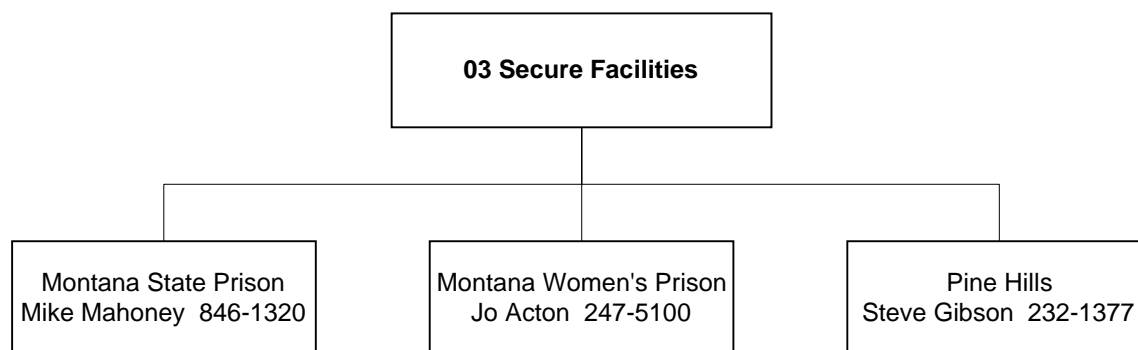 03 Secure Facilities
Montana State Prison
Mike Mahoney 846-1320
Montana Women's Prison
Jo Acton 247-5100
Pine Hills
Steve Gibson 232-1377